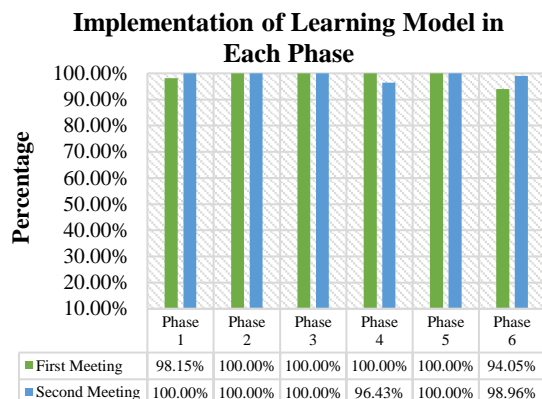 Implementation of Learning Model in
Each Phase
Percentage
100.00%
90.00%
80.00%
70.00%
60.00%
50.00%
40.00%
30.00%
20.00%
10.00%
Phase 1 Phase 2 Phase 3 Phase 4 Phase 5 Phase 6
First Meeting 98.15% 100.00% 100.00% 100.00% 100.00% 94.05%
Second Meeting 100.00% 100.00% 100.00% 96.43% 100.00% 98.96%